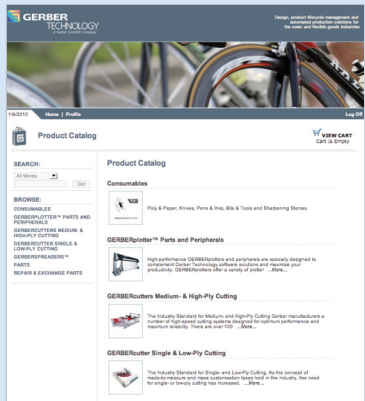 GERBER
TECHNOLOGY
A Gerber Scientific Company
Design, product lifecycle management and
automated production solutions for
the sewn and flexible goods industries
1/8/2010 Home | Profile Log Off
Product Catalog
VIEW CART
Cart is Empty
SEARCH:
All Words
Go!
BROWSE:
CONSUMABLES
GERBERPLOTTER™ PARTS AND
PERIPHERALS
GERBERCUTTERS MEDIUM- &
HIGH-PLY CUTTING
GERBERCUTTER SINGLE &
LOW-PLY CUTTING
GERBERSPREADERS™
PARTS
REPAIR & EXCHANGE PARTS
Product Catalog
Consumables
Poly & Paper, Knives, Pens & Inks, Bits & Tools and Sharpening Stones.
GERBERplotter™ Parts and Peripherals
High-performance GERBERplotters and peripherals are specially designed to
complement Gerber Technology software solutions and maximize your
productivity. GERBERplotters offer a variety of plotter ...More...
GERBERcutters Medium- & High-Ply Cutting
The Industry Standard for Medium- and High-Ply Cutting Gerber manufacturers a
number of high-speed cutting systems designed for optimum performance and
maximum reliability. There are over 100 ...More...
GERBERcutter Single & Low-Ply Cutting
The Industry Standard for Single- and Low-Ply Cutting. As the concept of
made-to-measure and mass customization takes hold in the industry, the need
for single- or low-ply cutting has increased. ...More...